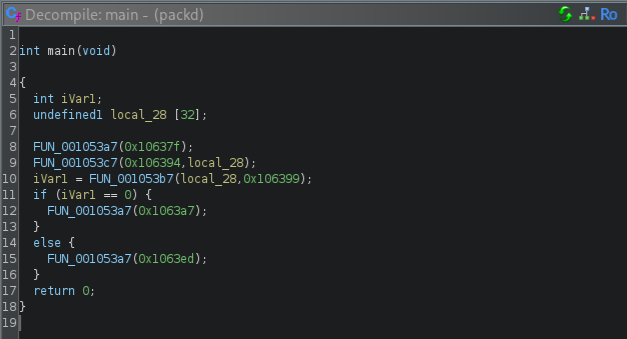 Decompile: main - (packd)
Ro
1
2 int main(void)
3
4 {
5 int iVar1;
6 undefined1 local_28 [32];
7
8 FUN_001053a7(0x10637f);
9 FUN_001053c7(0x106394,local_28);
10 iVar1 = FUN_001053b7(local_28,0x106399);
11 if (iVar1 == 0) {
12 FUN_001053a7(0x1063a7);
13 }
14 else {
15 FUN_001053a7(0x1063ed);
16 }
17 return 0;
18 }
19